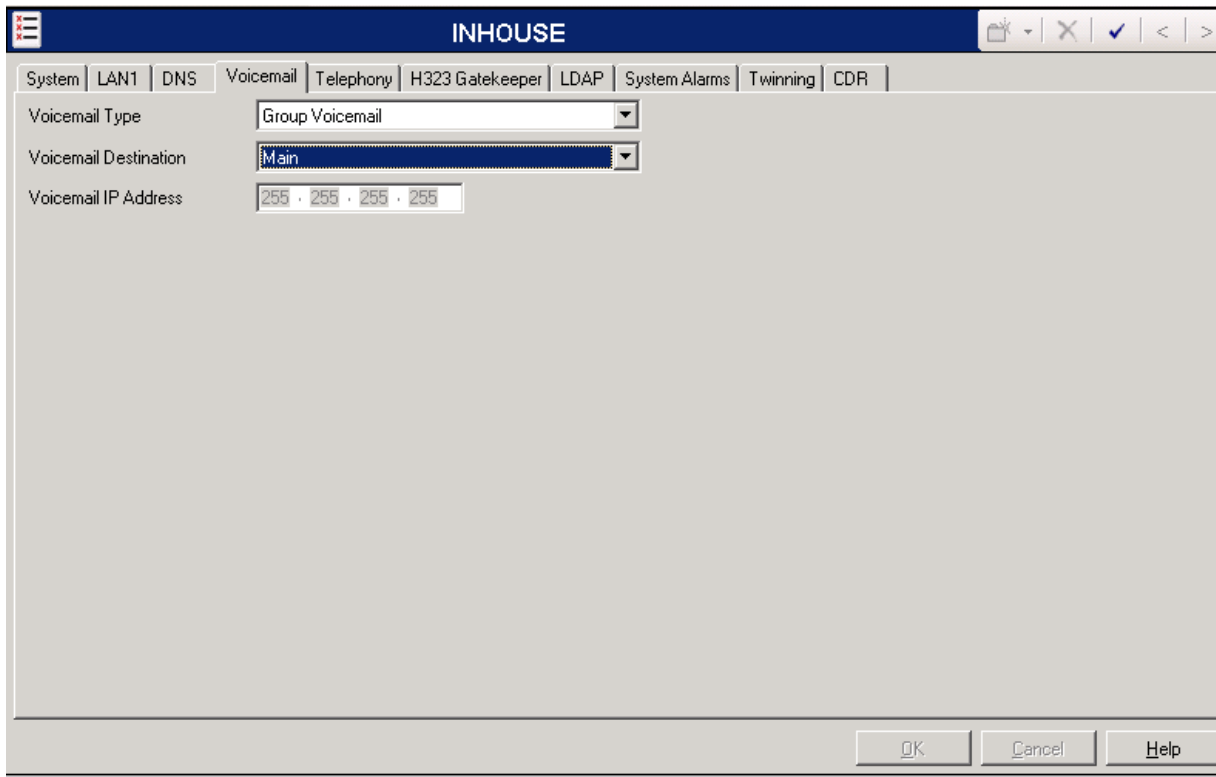 INHOUSE
< >
System LAN1 DNS Voicemail Telephony H323 Gatekeeper LDAP System Alarms Twinning CDR
Voicemail Type Group Voicemail
Voicemail Destination Main
Voicemail IP Address 255 . 255 . 255 . 255
OK Cancel Help